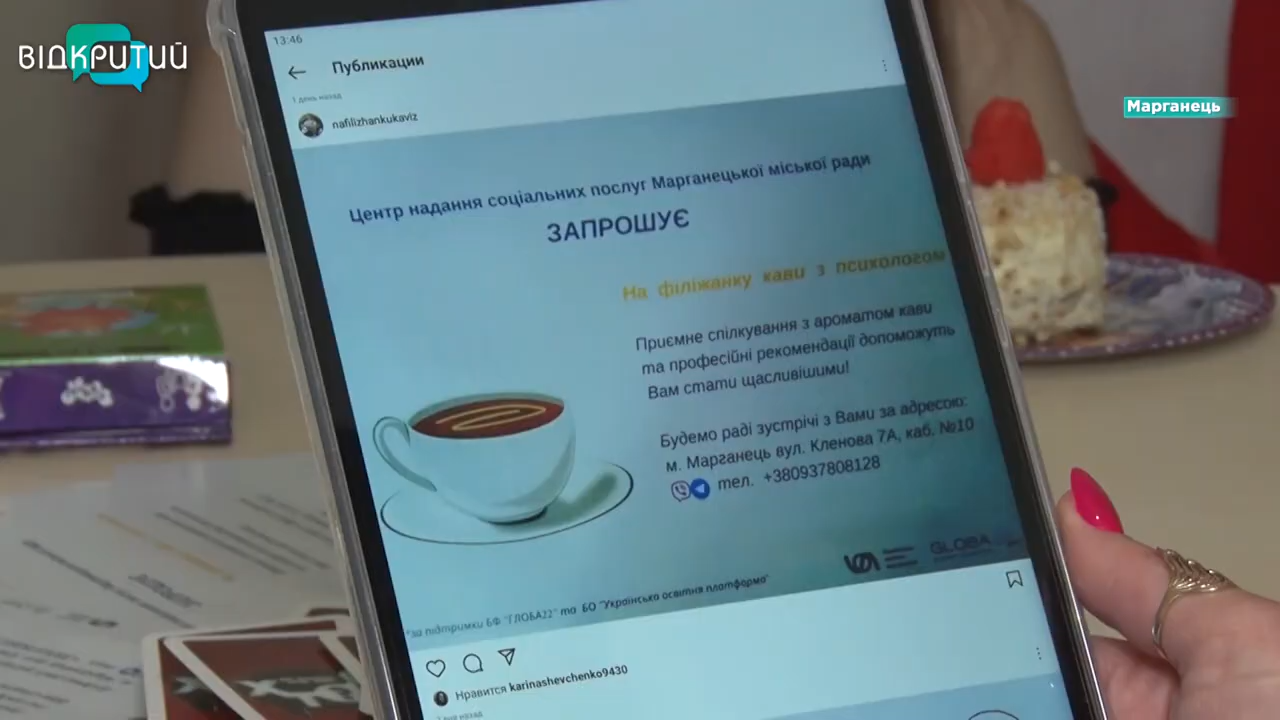 ВІДКРИТИЙ
Марганець
13:46
Публикации
1 день назад
nafilizhankukaviz
Центр надання соціальних послуг Марганецької міської ради
ЗАПРОШУЄ
На філіжанку кави з психологом
Приємне спілкування з ароматом кави
та професійні рекомендації допоможуть
Вам стати щасливішими!
Будемо раді зустрічі з Вами за адресою:
м. Марганець вул. Кленова 7А, каб. №10
тел. +380937808128
GLOBA
*за підтримки БФ "ГЛОБА22" та БО "Українська освітня платформа"
Нравится karinashevchenko9430
назад